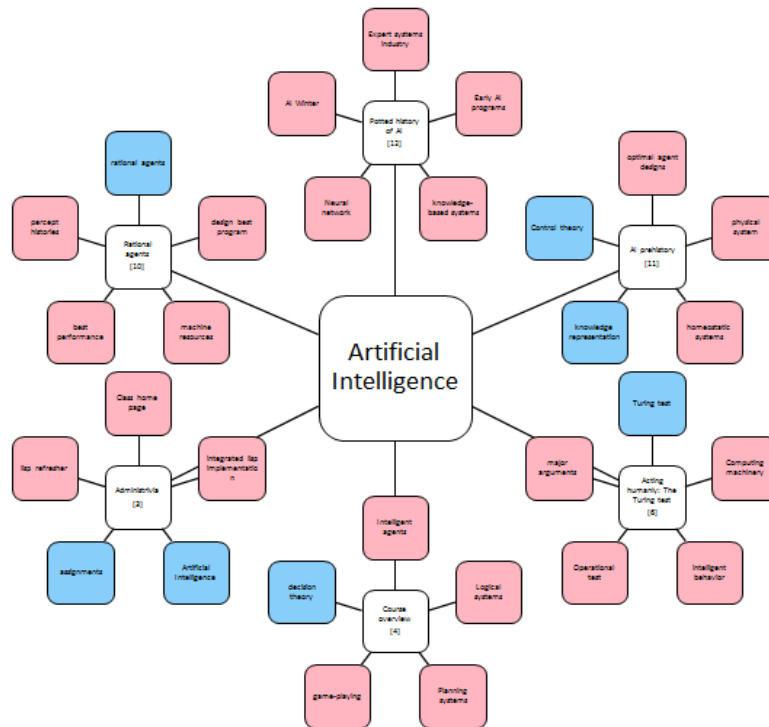 Expert systems
industry
AI Winter
Early AI
programs
Potted history
of AI
[12]
Neural
network
knowledge-
based systems
rational agents
percept
histories
design best
program
Rational
agents
[10]
best
performance
machine
resources
optimal agent
designs
Control theory
physical
system
AI prehistory
[11]
knowledge
representation
homeostatic
systems
Artificial
Intelligence
Class home
page
lisp refresher
Integrated lisp
implementatio
n
Administrivia
[3]
assignments
Artificial
Intelligence
Intelligent
agents
decision
theory
Logical
systems
Course
overview
[4]
game-playing
Planning
systems
Turing test
major
arguments
Computing
machinery
Acting
humanly: The
Turing test
[6]
Operational
test
Intelligent
behavior